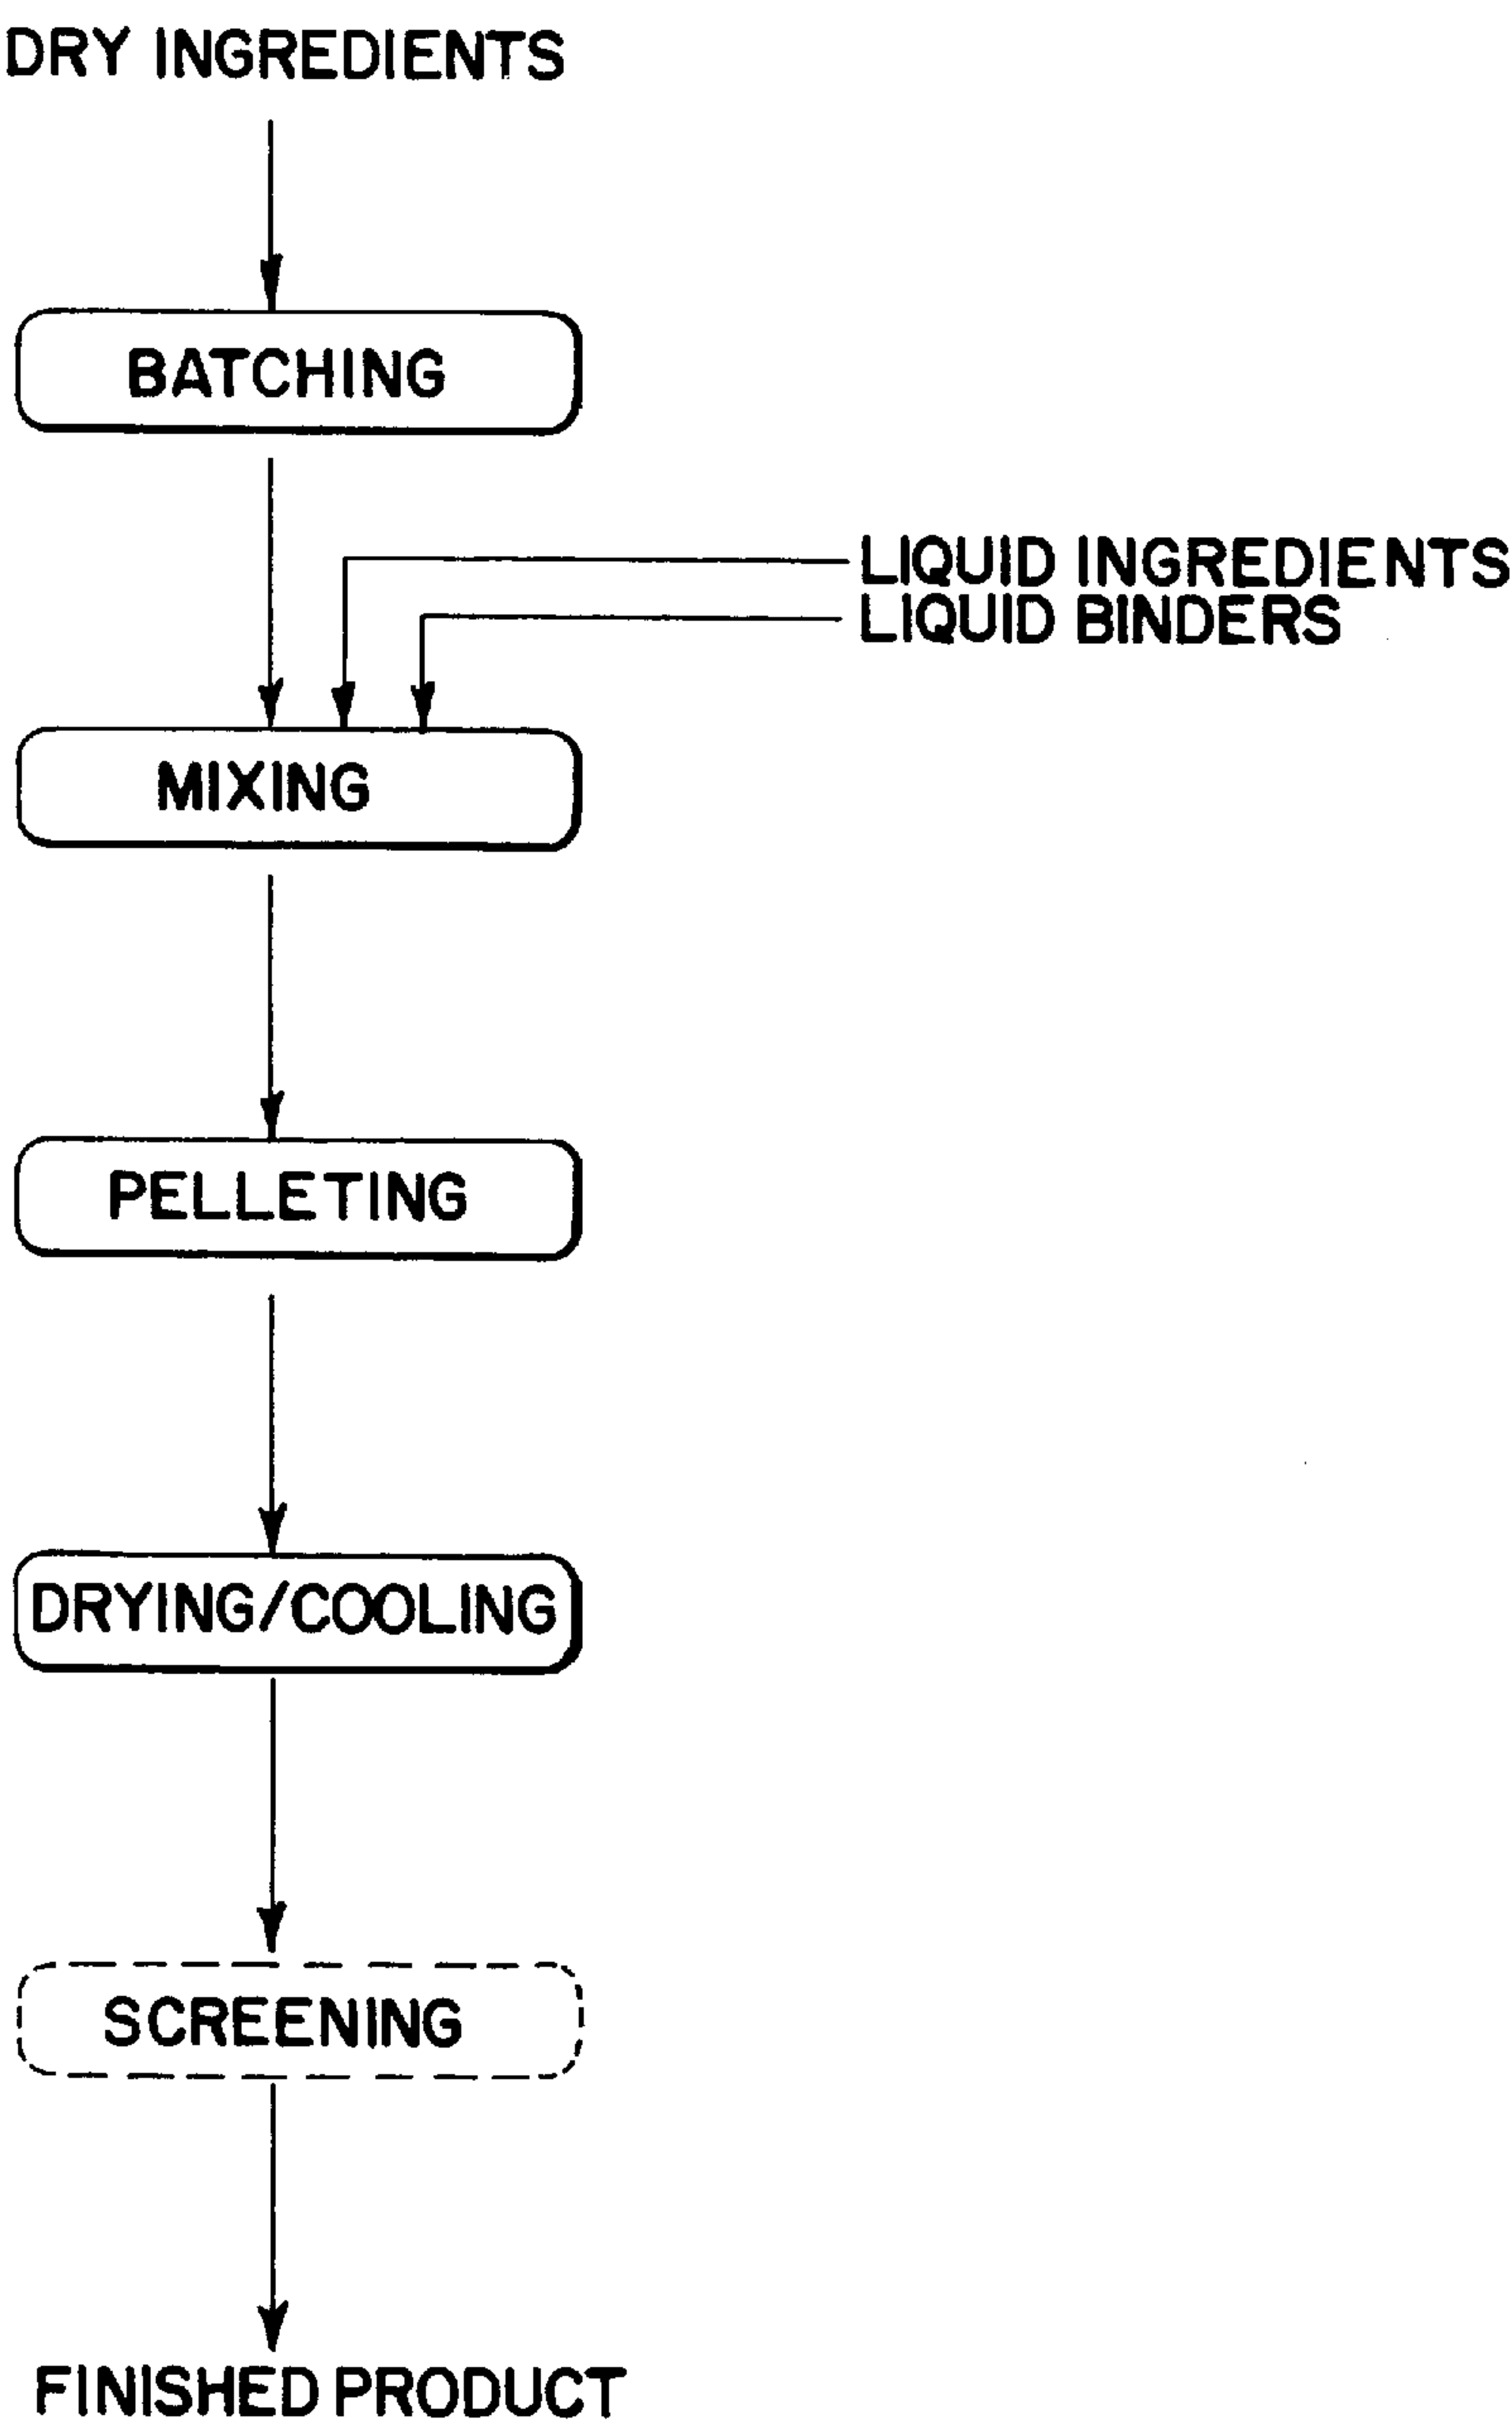 DRY INGREDIENTS
BATCHING
LIQUID INGREDIENTS
LIQUID BINDERS
MIXING
PELLETING
DRYING/COOLING
SCREENING
FINISHED PRODUCT